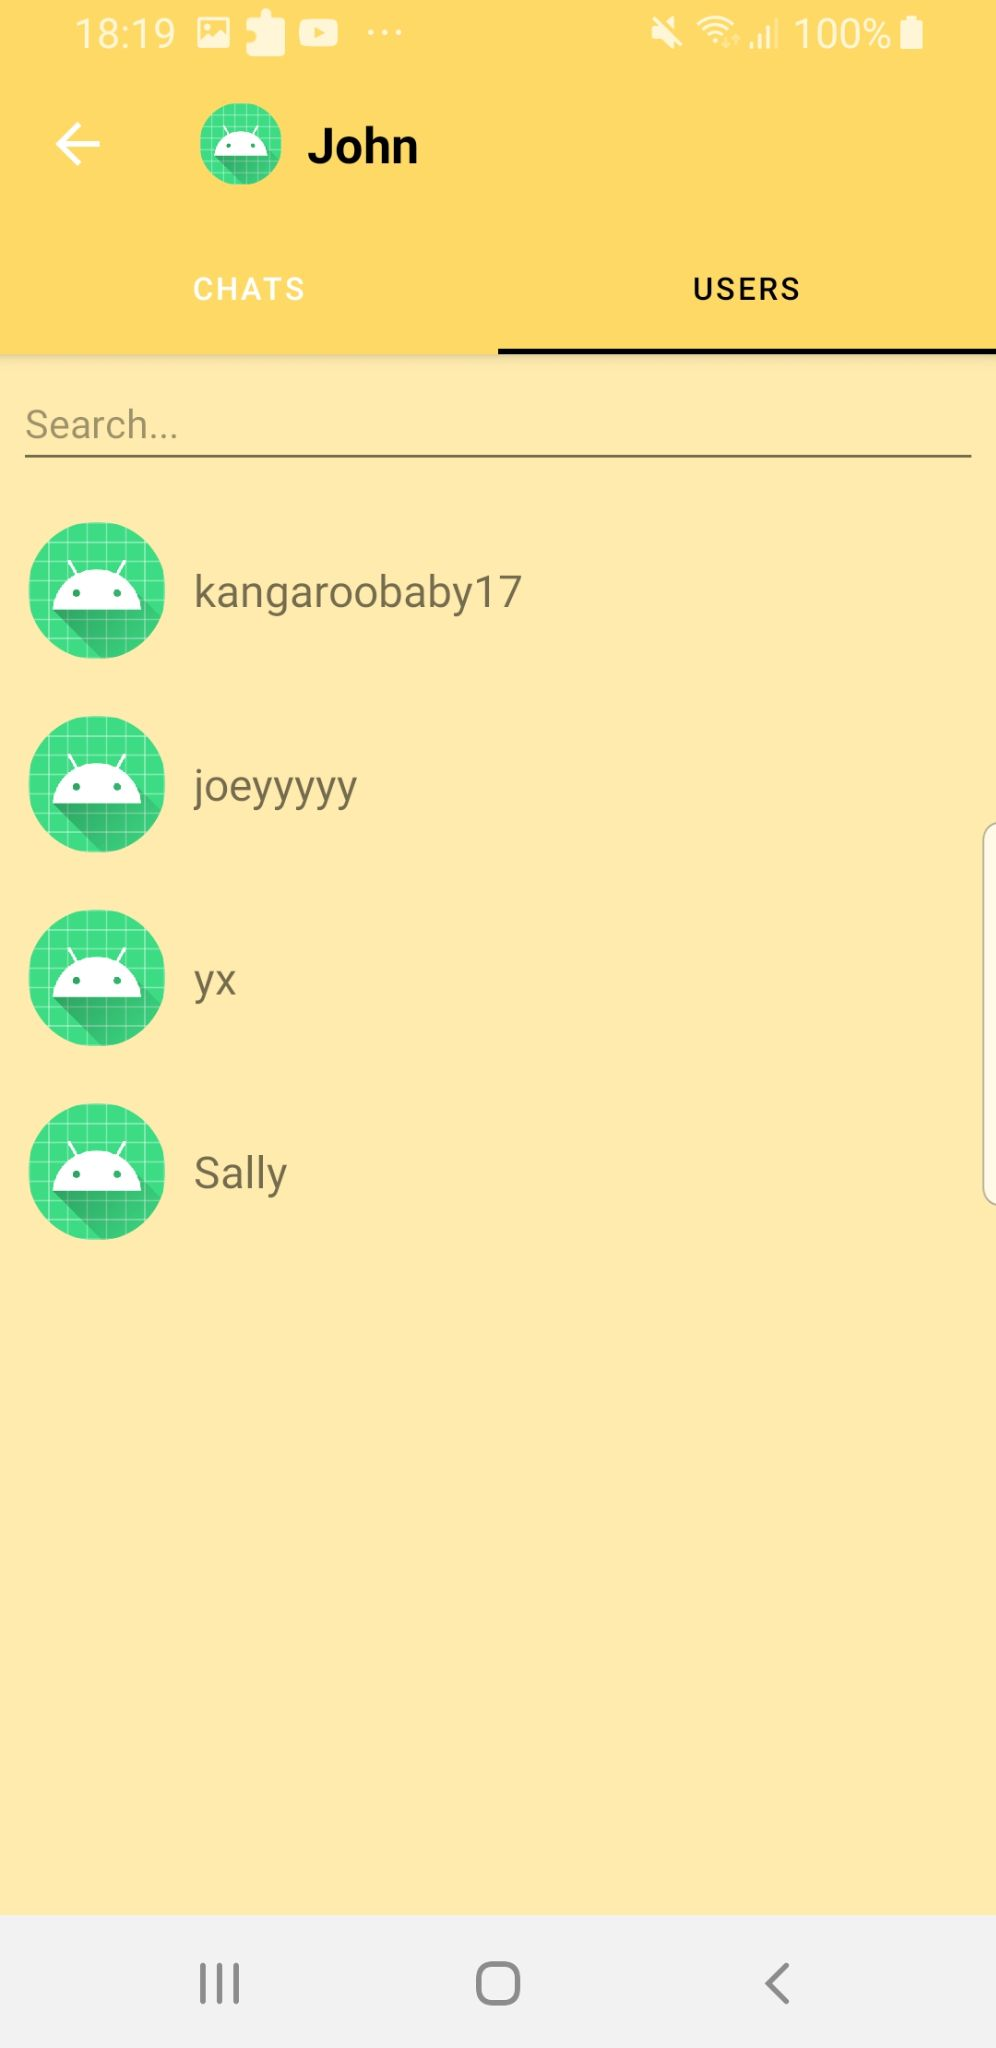 18:19 ... 100%
John
CHATS USERS
Search...
kangaroobaby17
joeyyyyy
yx
Sally